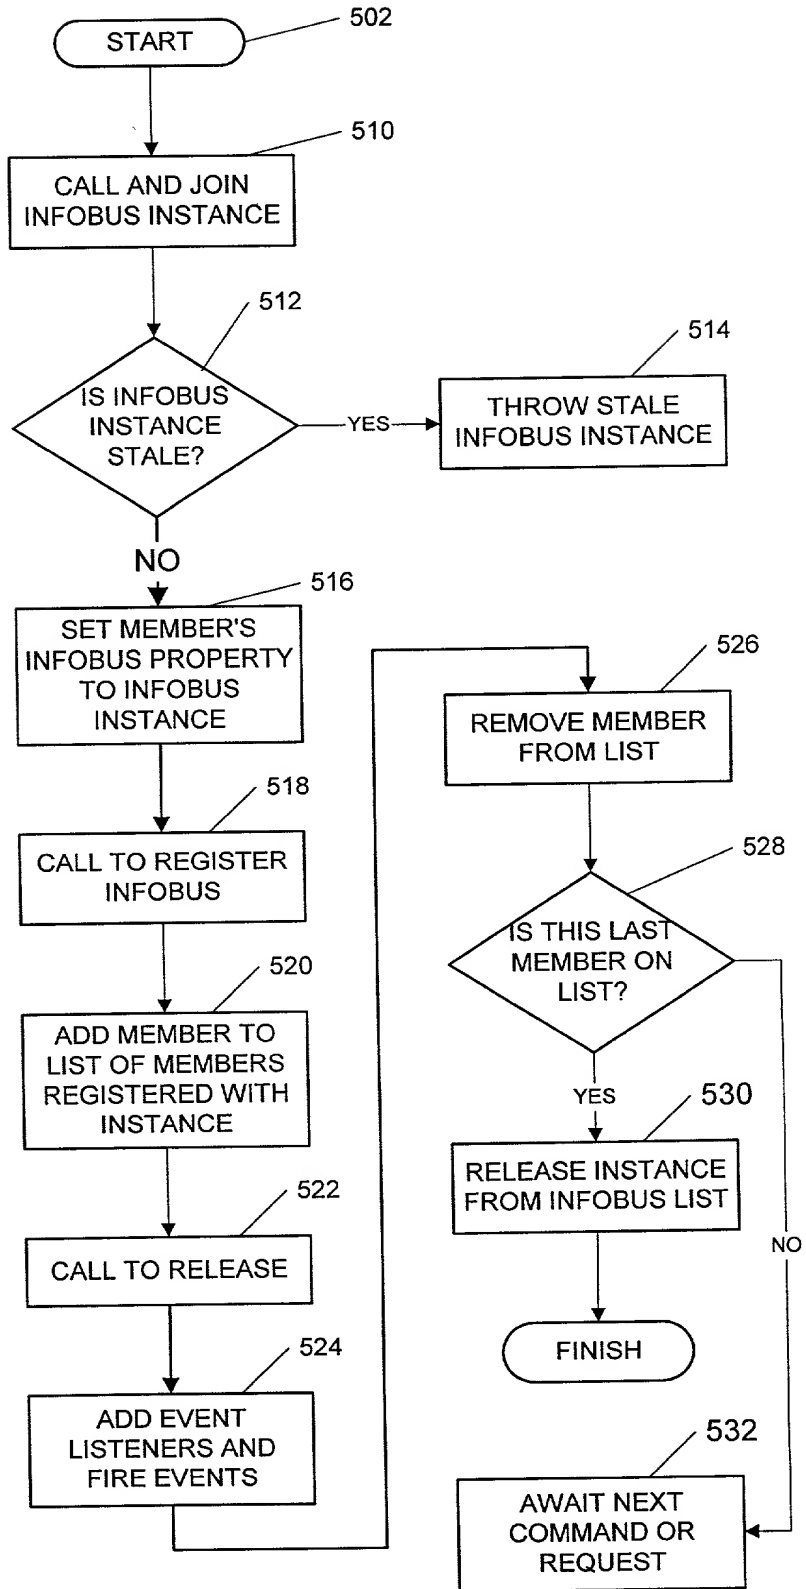 502
START
510
CALL AND JOIN
INFOBUS INSTANCE
512
IS INFOBUS
INSTANCE
STALE?
YES
514
THROW STALE
INFOBUS INSTANCE
NO
516
SET MEMBER'S
INFOBUS PROPERTY
TO INFOBUS
INSTANCE
518
CALL TO REGISTER
INFOBUS
520
ADD MEMBER TO
LIST OF MEMBERS
REGISTERED WITH
INSTANCE
522
CALL TO RELEASE
524
ADD EVENT
LISTENERS AND
FIRE EVENTS
526
REMOVE MEMBER
FROM LIST
528
IS THIS LAST
MEMBER ON
LIST?
YES
530
RELEASE INSTANCE
FROM INFOBUS LIST
NO
FINISH
532
AWAIT NEXT
COMMAND OR
REQUEST